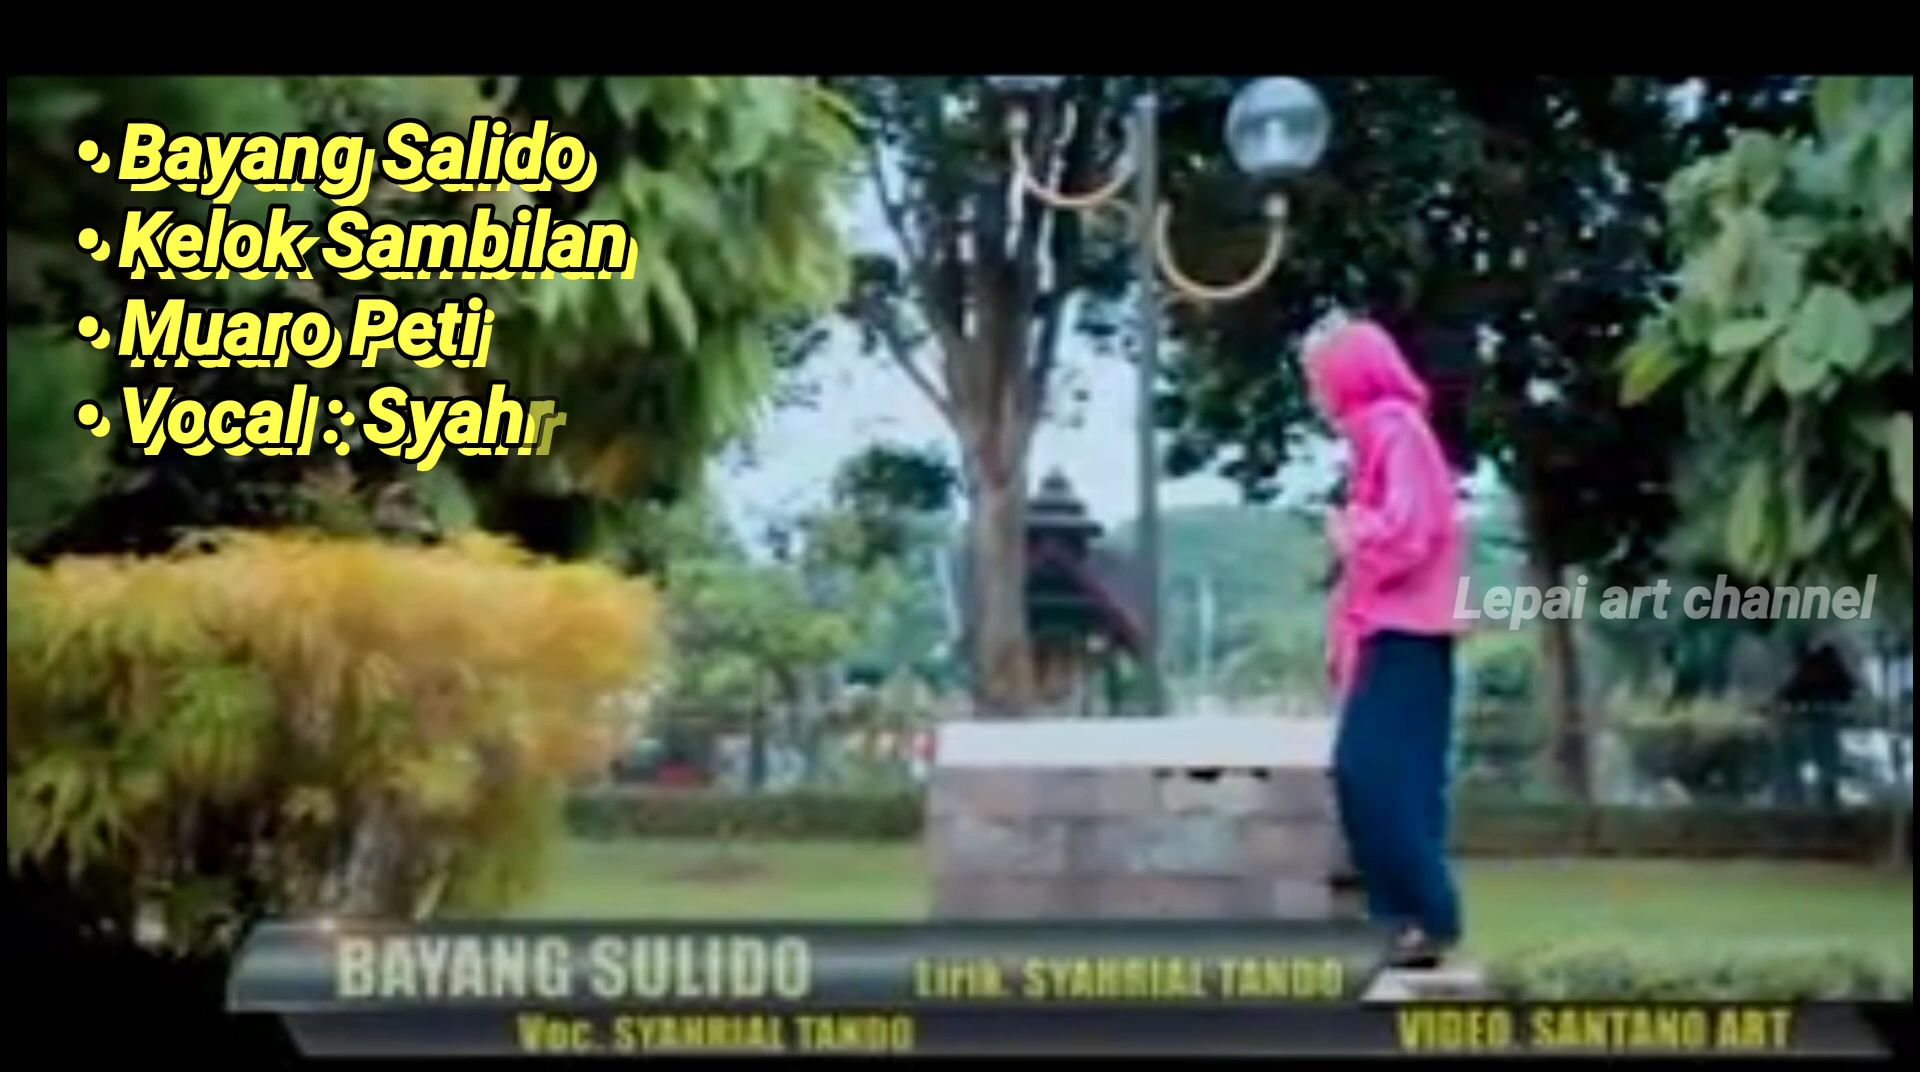 • Bayang Salido
• Kelok Sambilan
• Muaro Peti
• Vocal : Syahr
Lepai art channel
BAYANG SULIDO
Lirik. SYAHRIAL TANDO
Voc. SYAHRIAL TANDO
VIDEO. SANTANO ART